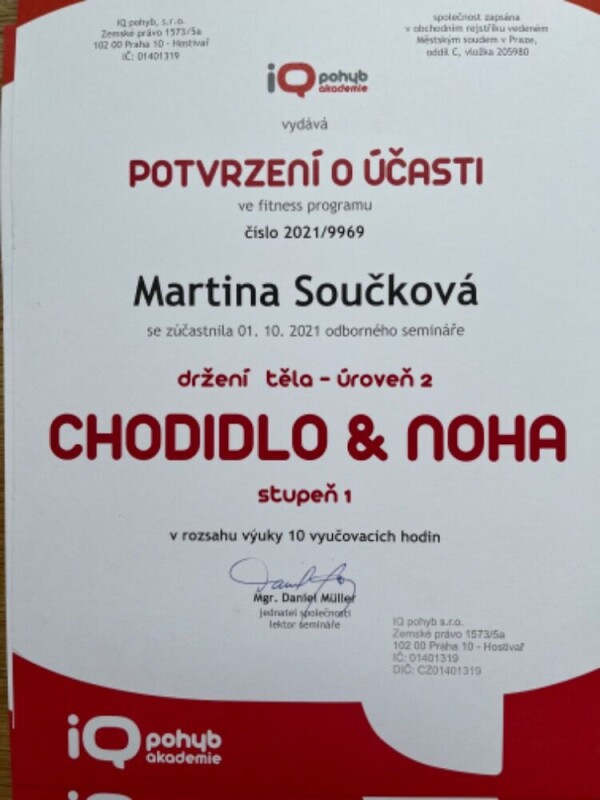 IQ pohyb, s.r.o.
Zemské právo 1573/5a
102 00 Praha 10 - Hostivař
IČ: 01401319
společnost zapsána
v obchodním rejstříku vedeném
Městským soudem v Praze,
oddíl C, vložka 205980
iQ pohyb
akademie
vydává
POTVRZENÍ O ÚČASTI
ve fitness programu
číslo 2021/9969
Martina Součková
se zúčastnila 01. 10. 2021 odborného semináře
držení těla - úroveň 2
CHODIDLO & NOHA
stupeň 1
v rozsahu výuky 10 vyučovacích hodin
Mgr. Daniel Müller
jednatel společnosti
lektor semináře
IQ pohyb s.r.o.
Zemské právo 1573/5a
102 00 Praha 10 - Hostivař
IČ: 01401319
DIČ: CZ01401319
iQ pohyb
akademie